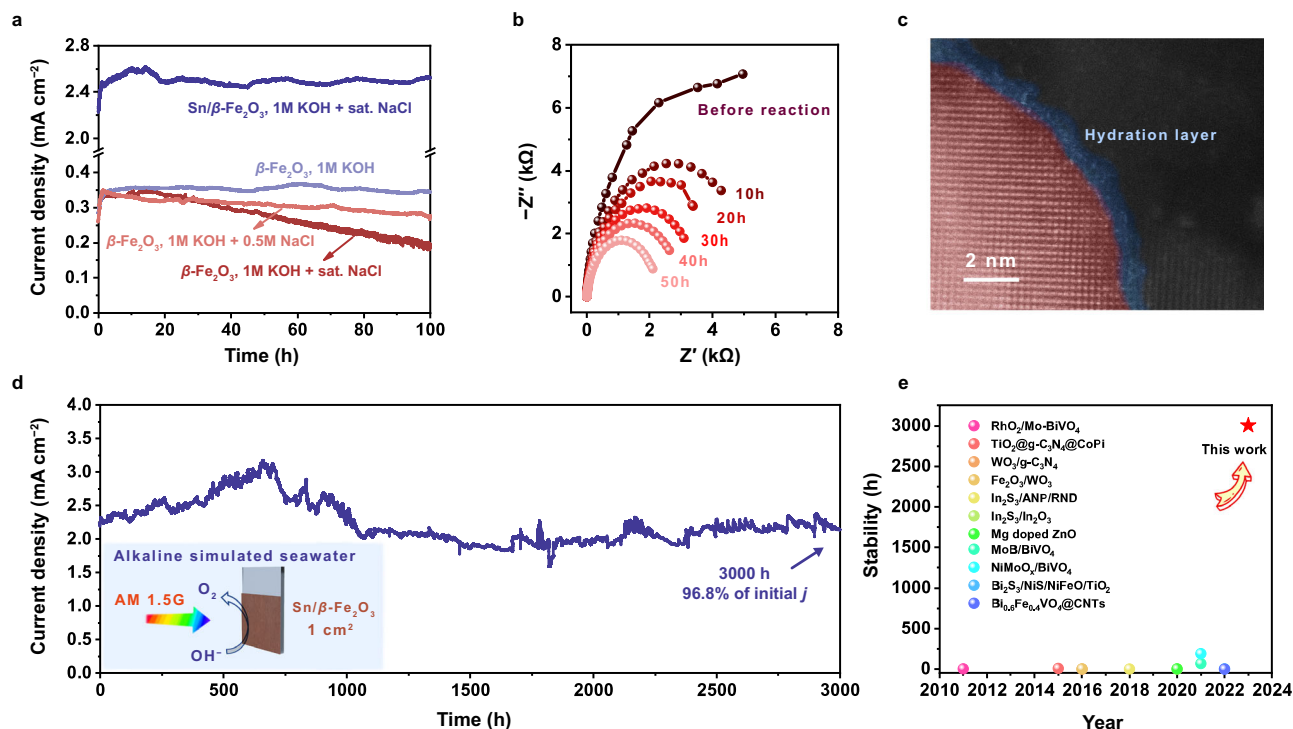 a
Current density (mA cm⁻²)
2.8
2.4
2.0
0.4
0.3
0.2
0.1
0.0
Sn/β-Fe₂O₃, 1M KOH + sat. NaCl
β-Fe₂O₃, 1M KOH
β-Fe₂O₃, 1M KOH + 0.5M NaCl
β-Fe₂O₃, 1M KOH + sat. NaCl
0 20 40 60 80 100
Time (h)
b
−Z″ (kΩ)
8
6
4
2
0
Before reaction
10h
20h
30h
40h
50h
0 2 4 6 8
Z′ (kΩ)
c
Hydration layer
2 nm
d
Current density (mA cm⁻²)
4.0
3.5
3.0
2.5
2.0
1.5
1.0
0.5
0.0
Alkaline simulated seawater
O₂
AM 1.5G
Sn/β-Fe₂O₃
1 cm²
OH⁻
3000 h
96.8% of initial j
0 500 1000 1500 2000 2500 3000
Time (h)
e
Stability (h)
3000
2500
2000
1500
1000
500
0
RhO₂/Mo-BiVO₄
TiO₂@g-C₃N₄@CoPi
WO₃/g-C₃N₄
Fe₂O₃/WO₃
In₂S₃/ANP/RND
In₂S₃/In₂O₃
Mg doped ZnO
MoB/BiVO₄
NiMoOₓ/BiVO₄
Bi₂S₃/NiS/NiFeO/TiO₂
Bi₀.₆Fe₀.₄VO₄@CNTs
This work
2010 2012 2014 2016 2018 2020 2022 2024
Year